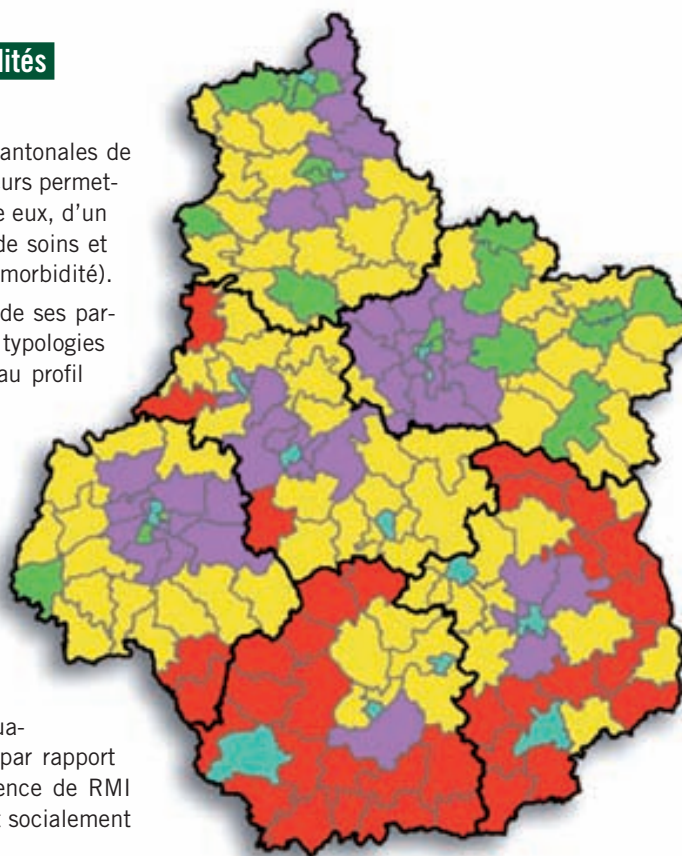 lités
antonales de
urs permet-
e eux, d'un
de soins et
morbidité).
de ses par-
typologies
au profil
ua-
par rapport
ence de RMI
t socialement